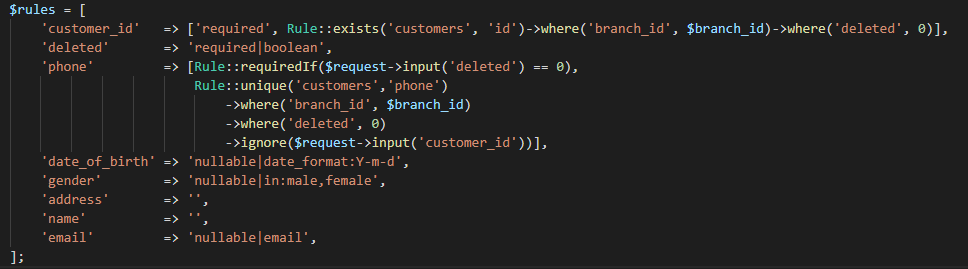 $rules = [
    'customer_id'   => ['required', Rule::exists('customers', 'id')->where('branch_id', $branch_id)->where('deleted', 0)],
    'deleted'       => 'required|boolean',
    'phone'         => [Rule::requiredIf($request->input('deleted') == 0),
                        Rule::unique('customers','phone')
                            ->where('branch_id', $branch_id)
                            ->where('deleted', 0)
                            ->ignore($request->input('customer_id'))],
    'date_of_birth' => 'nullable|date_format:Y-m-d',
    'gender'        => 'nullable|in:male,female',
    'address'       => '',
    'name'          => '',
    'email'         => 'nullable|email',
];